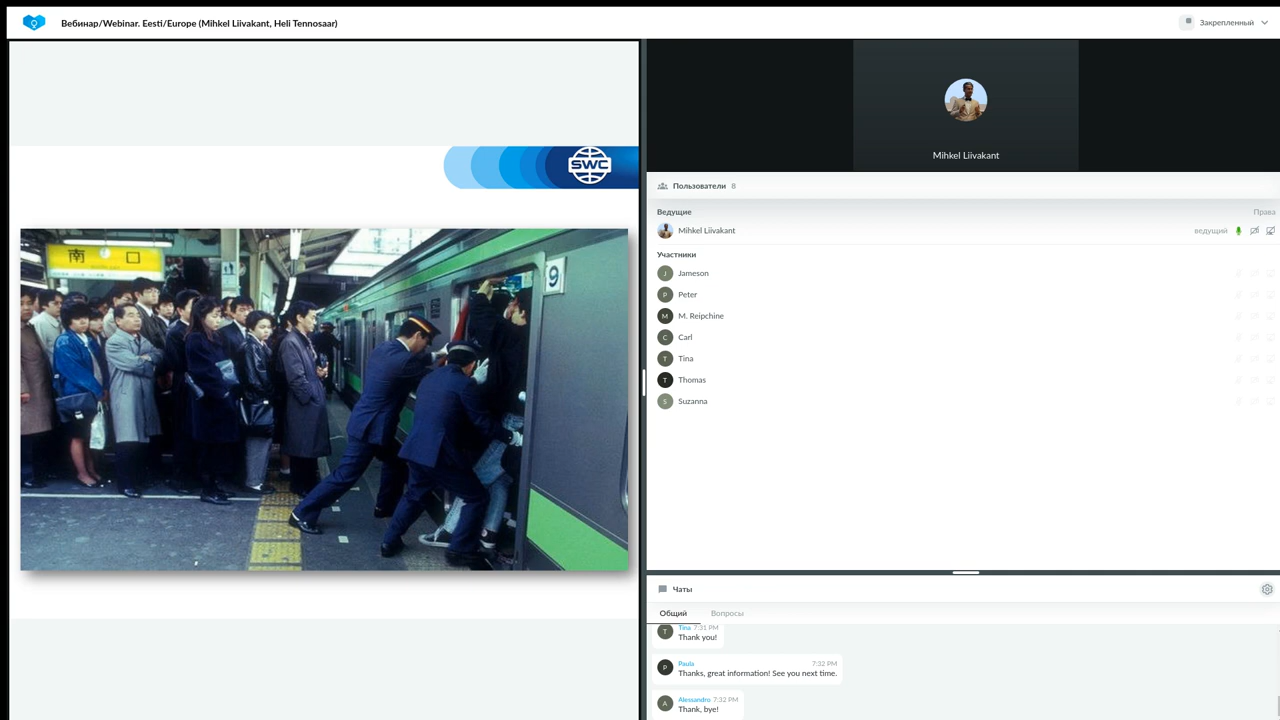 Вебинар/Webinar. Eesti/Europe (Mihkel Liivakant, Heli Tennosaar)
Закрепленный
SWC
南 口
9
Mihkel Liivakant
Пользователи 8
Ведущие Права
Mihkel Liivakant ведущий
Участники
J Jameson
P Peter
M M. Reipchine
C Carl
T Tina
T Thomas
S Suzanna
Чаты
Общий Вопросы
T Tina 7:31 PM
Thank you!
P Paula 7:32 PM
Thanks, great information! See you next time.
A Alessandro 7:32 PM
Thank, bye!